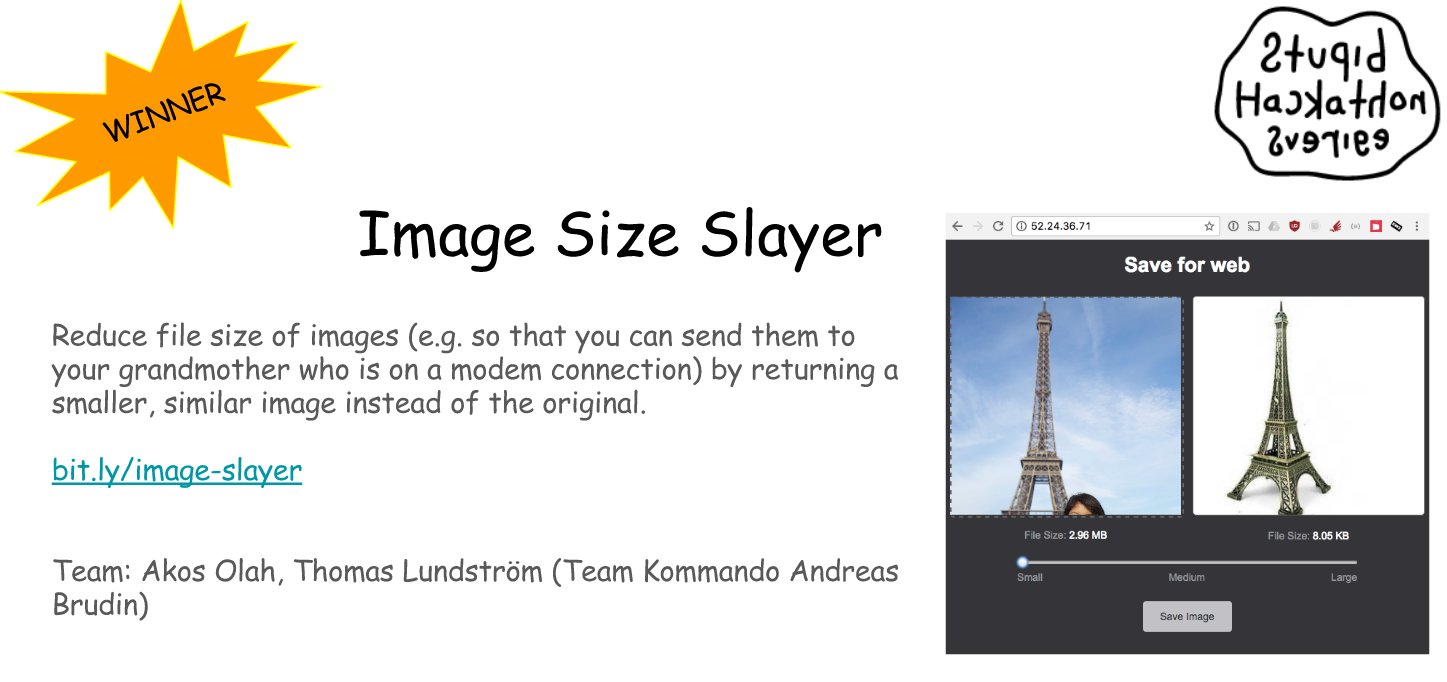 WINNER
Stupid
Hackathon
Sverige
Image Size Slayer
Reduce file size of images (e.g. so that you can send them to
your grandmother who is on a modem connection) by returning a
smaller, similar image instead of the original.
bit.ly/image-slayer
Team: Akos Olah, Thomas Lundström (Team Kommando Andreas
Brudin)
52.24.36.71
Save for web
File Size: 2.96 MB
File Size: 8.05 KB
Small Medium Large
Save Image